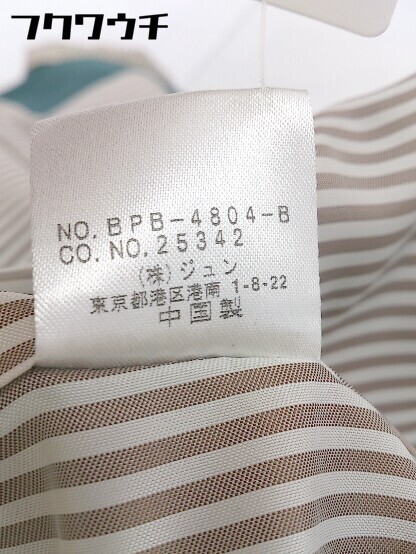 フクワウチ
NO. BPB-4804-B
CO. NO. 25342
(株)ジュン
東京都港区港南 1-8-22
中国製